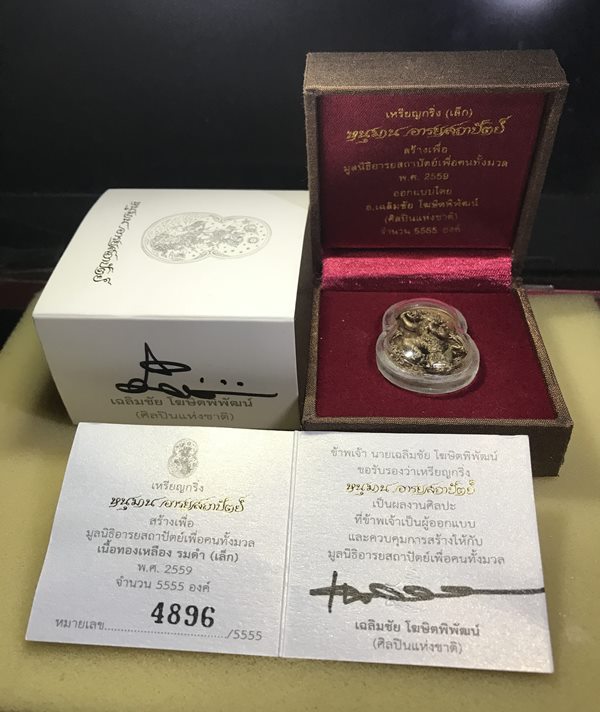 เหรียญกริ่ง (เล็ก)
หนุมาน อารยสถาปัตย์
สร้างเพื่อ
มูลนิธิอารยสถาปัตย์เพื่อคนทั้งมวล
พ.ศ. 2559
ออกแบบโดย
อ.เฉลิมชัย โฆษิตพิพัฒน์
(ศิลปินแห่งชาติ)
จำนวน 5555 องค์
หนุมาน อารยสถาปัตย์
เฉลิมชัย โฆษิตพิพัฒน์
(ศิลปินแห่งชาติ)
เหรียญกริ่ง
หนุมาน อารยสถาปัตย์
สร้างเพื่อ
มูลนิธิอารยสถาปัตย์เพื่อคนทั้งมวล
เนื้อทองเหลือง รมดำ (เล็ก)
พ.ศ. 2559
จำนวน 5555 องค์
หมายเลข 4896 /5555
ข้าพเจ้า นายเฉลิมชัย โฆษิตพิพัฒน์
ขอรับรองว่าเหรียญกริ่ง
หนุมาน อารยสถาปัตย์
เป็นผลงานศิลปะ
ที่ข้าพเจ้าเป็นผู้ออกแบบ
และควบคุมการสร้างให้กับ
มูลนิธิอารยสถาปัตย์เพื่อคนทั้งมวล
เฉลิมชัย โฆษิตพิพัฒน์
(ศิลปินแห่งชาติ)